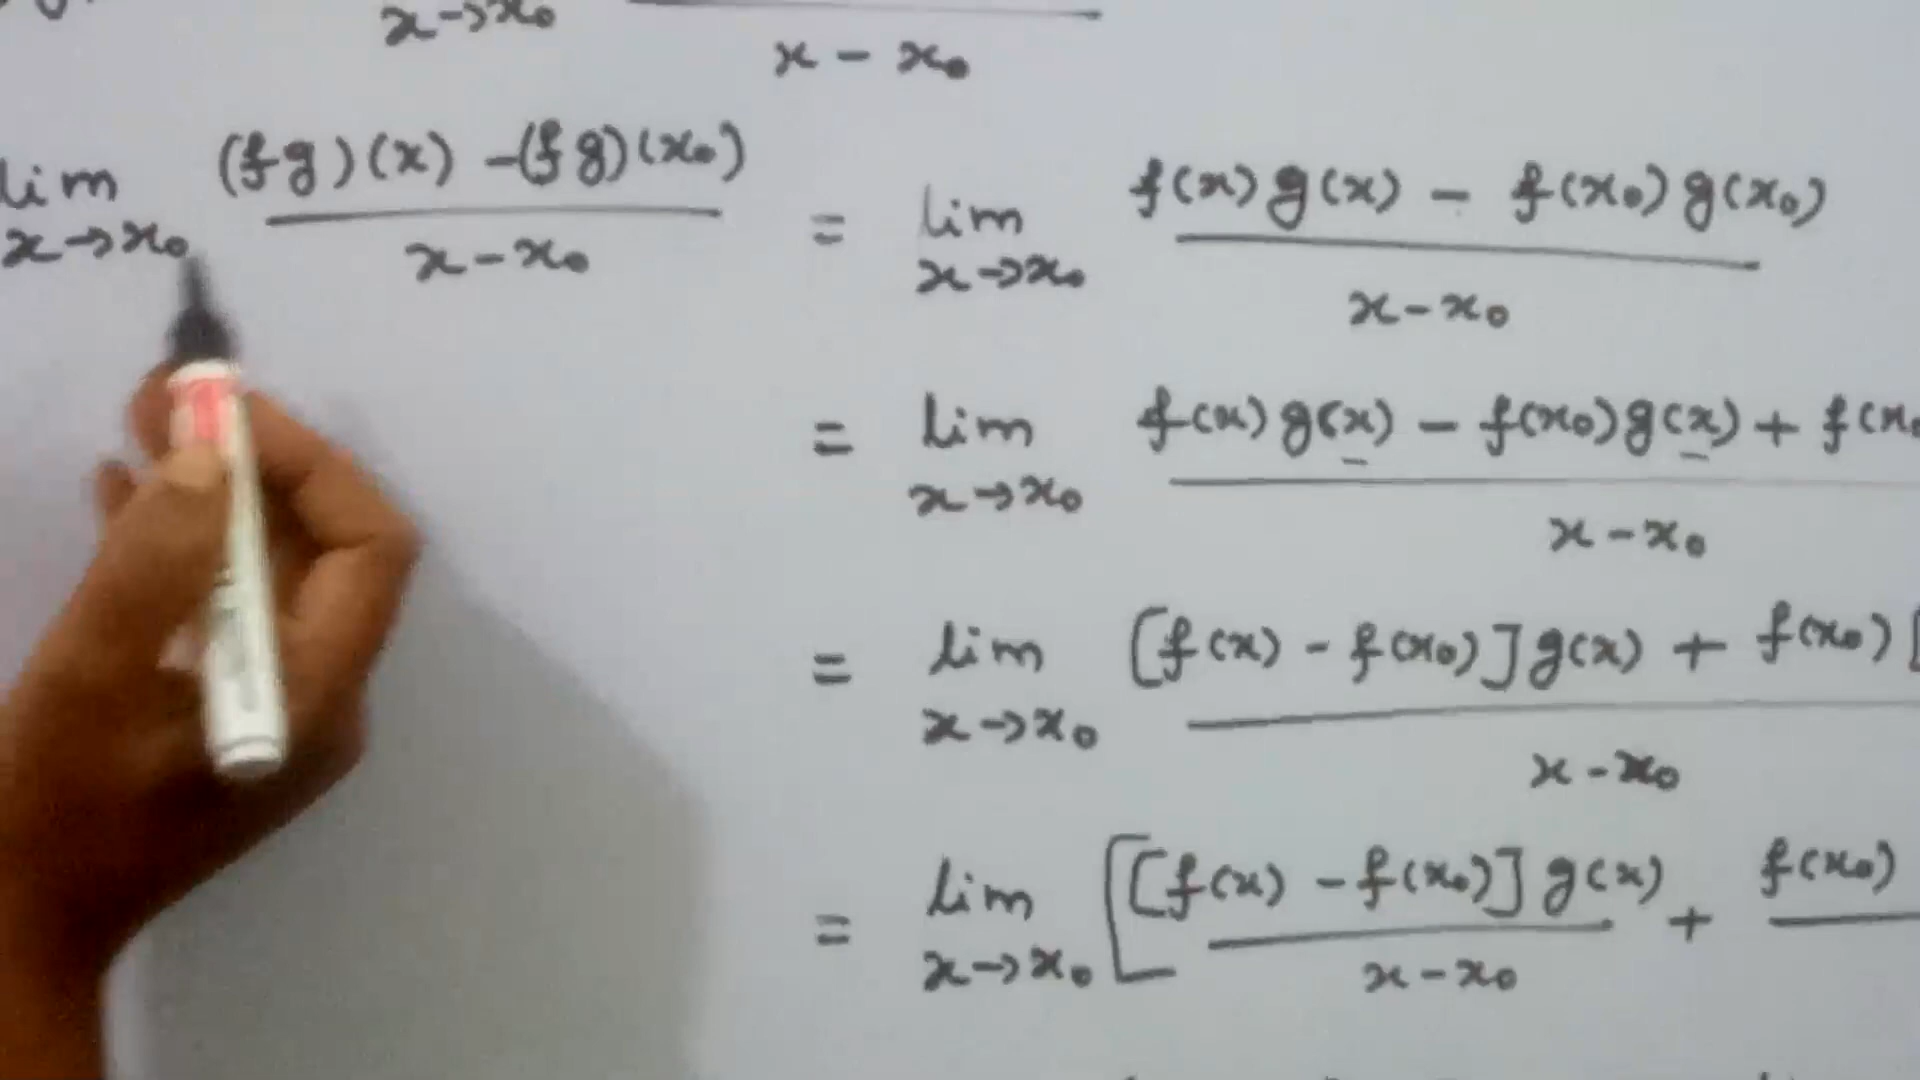 x→x₀
x - x₀
lim x→x₀ (fg)(x) -(fg)(x₀) / x-x₀ = lim x→x₀ f(x)g(x) - f(x₀)g(x₀) / x-x₀
= lim x→x₀ f(x)g(x) - f(x₀)g(x) + f(x₀ / x-x₀
= lim x→x₀ [f(x) - f(x₀)]g(x) + f(x₀)[ / x-x₀
= lim x→x₀ [[f(x) - f(x₀)]g(x) / x-x₀ + f(x₀)